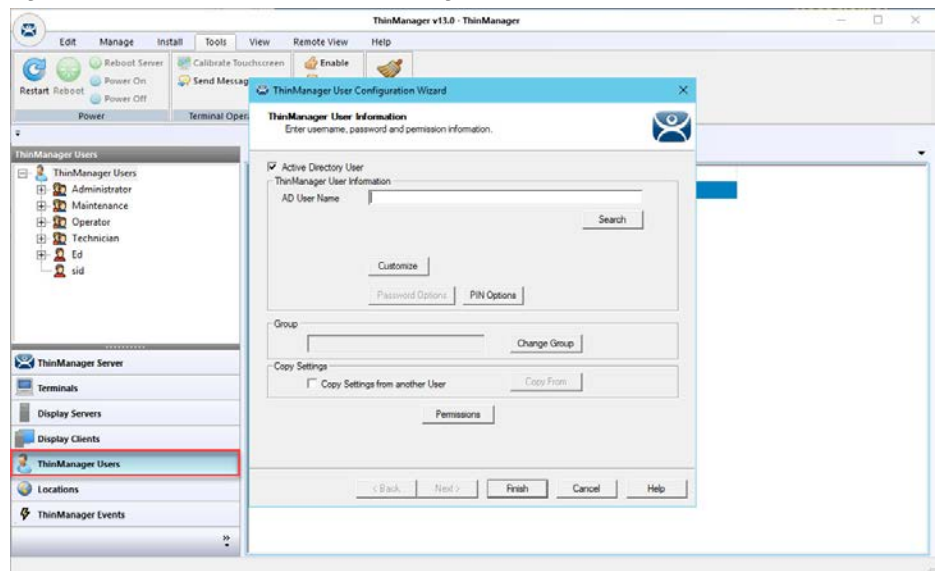 ThinManager v13.0 - ThinManager
Edit Manage Install Tools View Remote View Help
Restart
Reboot
Reboot Server
Power On
Power Off
Power
Calibrate Touchscreen
Send Messag
Terminal Oper
Enable
ThinManager Users
ThinManager Users
Administrator
Maintenance
Operator
Technician
Ed
sid
ThinManager Server
Terminals
Display Servers
Display Clients
ThinManager Users
Locations
ThinManager Events
ThinManager User Configuration Wizard
ThinManager User Information
Enter username, password and permission information.
Active Directory User
ThinManager User Information
AD User Name
Search
Customize
Password Options PIN Options
Group
Change Group
Copy Settings
Copy Settings from another User Copy From
Permissions
< Back Next > Finish Cancel Help